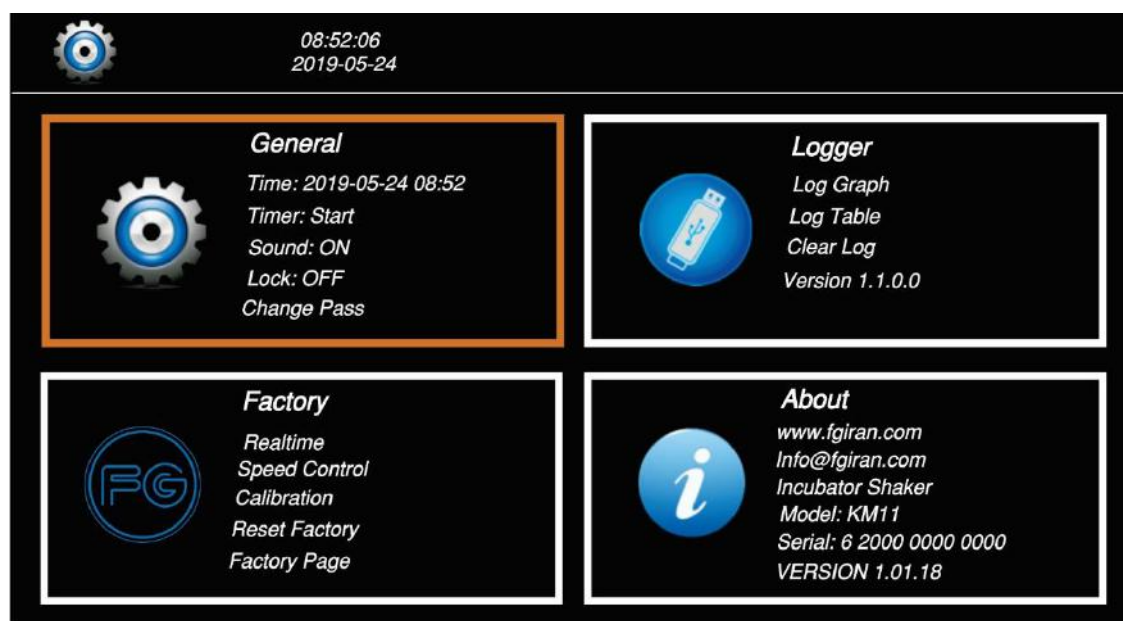 08:52:06
2019-05-24
General
Time: 2019-05-24 08:52
Timer: Start
Sound: ON
Lock: OFF
Change Pass
Logger
Log Graph
Log Table
Clear Log
Version 1.1.0.0
Factory
FG
Realtime
Speed Control
Calibration
Reset Factory
Factory Page
About
i
www.fgiran.com
Info@fgiran.com
Incubator Shaker
Model: KM11
Serial: 6 2000 0000 0000
VERSION 1.01.18